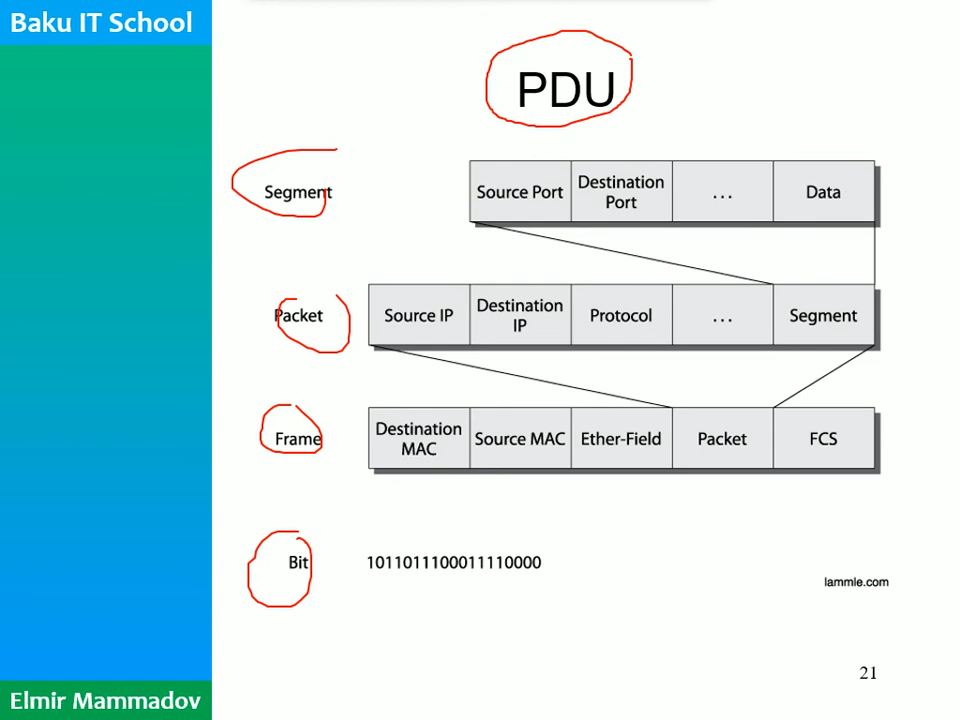 Baku IT School
PDU
Segment
Source Port
Destination
Port
...
Data
Packet
Source IP
Destination
IP
Protocol
...
Segment
Frame
Destination
MAC
Source MAC
Ether-Field
Packet
FCS
Bit
1011011100011110000
lammle.com
21
Elmir Mammadov